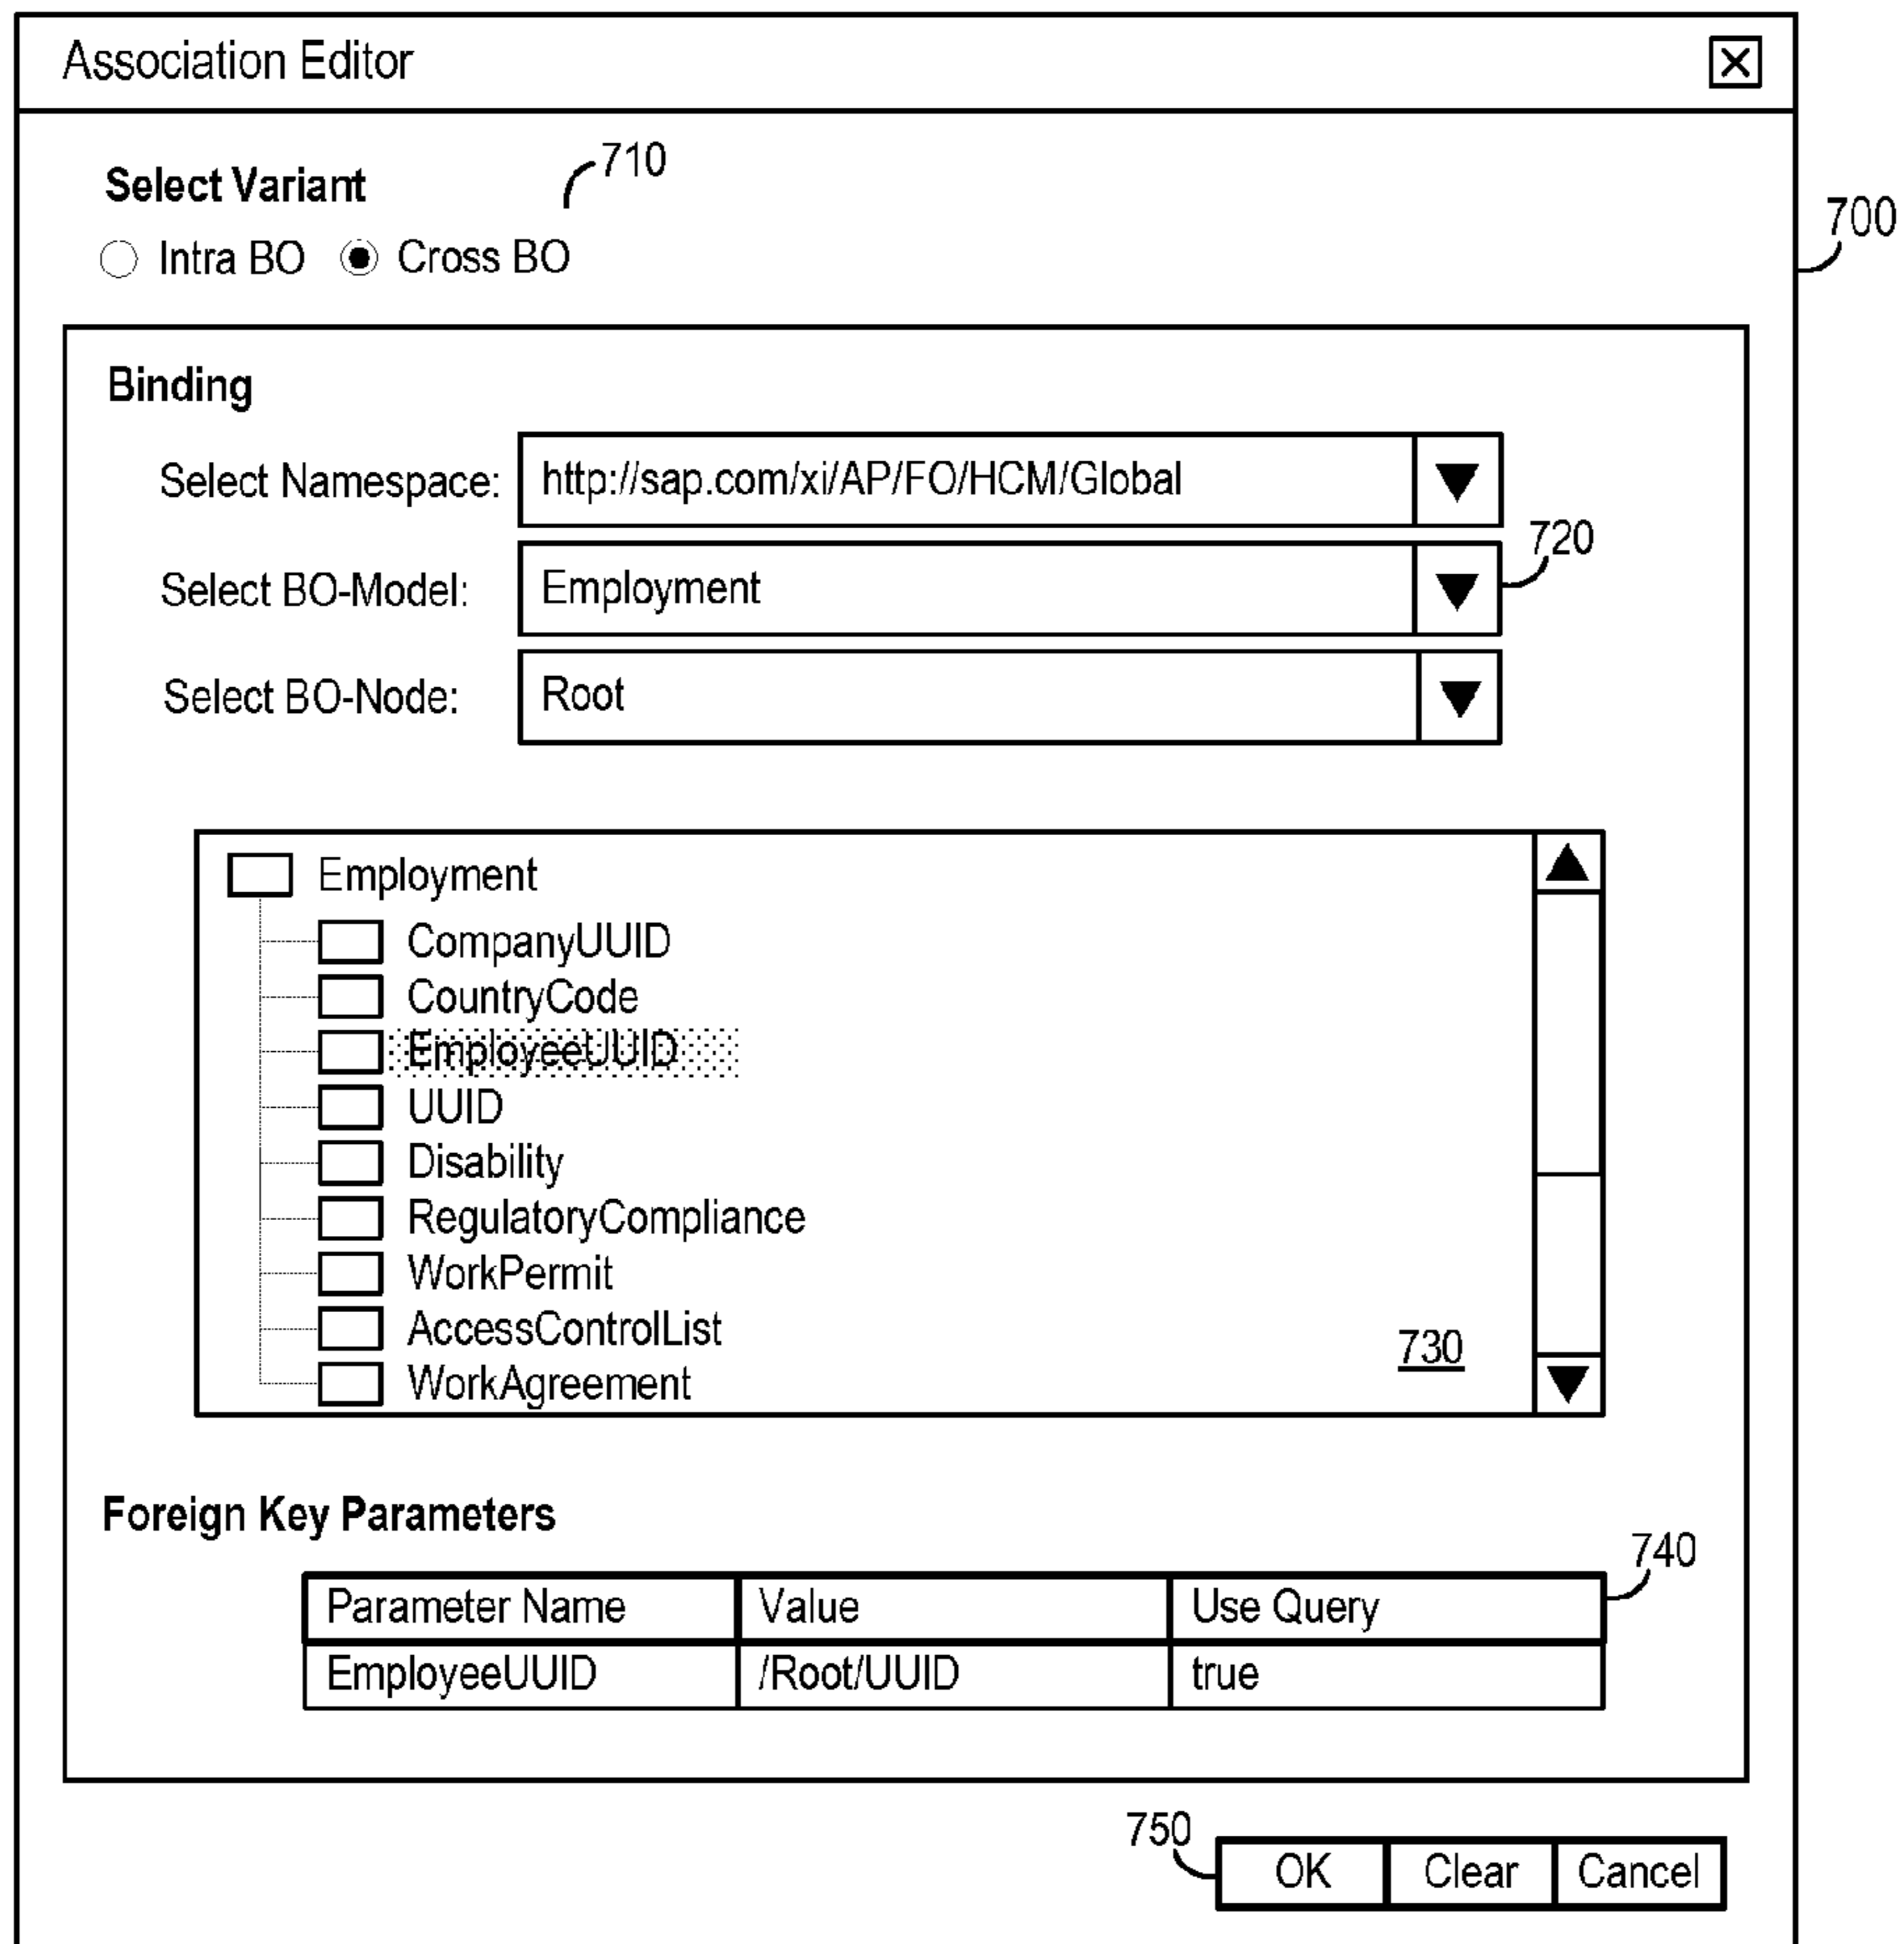 Association Editor
710
Select Variant
700
Intra BO Cross BO
Binding
Select Namespace: http://sap.com/xi/AP/FO/HCM/Global
720
Select BO-Model: Employment
Select BO-Node: Root
Employment
CompanyUUID
CountryCode
EmployeeUUID
UUID
Disability
RegulatoryCompliance
WorkPermit
AccessControlList
730
WorkAgreement
Foreign Key Parameters
740
Parameter Name Value Use Query
EmployeeUUID /Root/UUID true
750
OK Clear Cancel